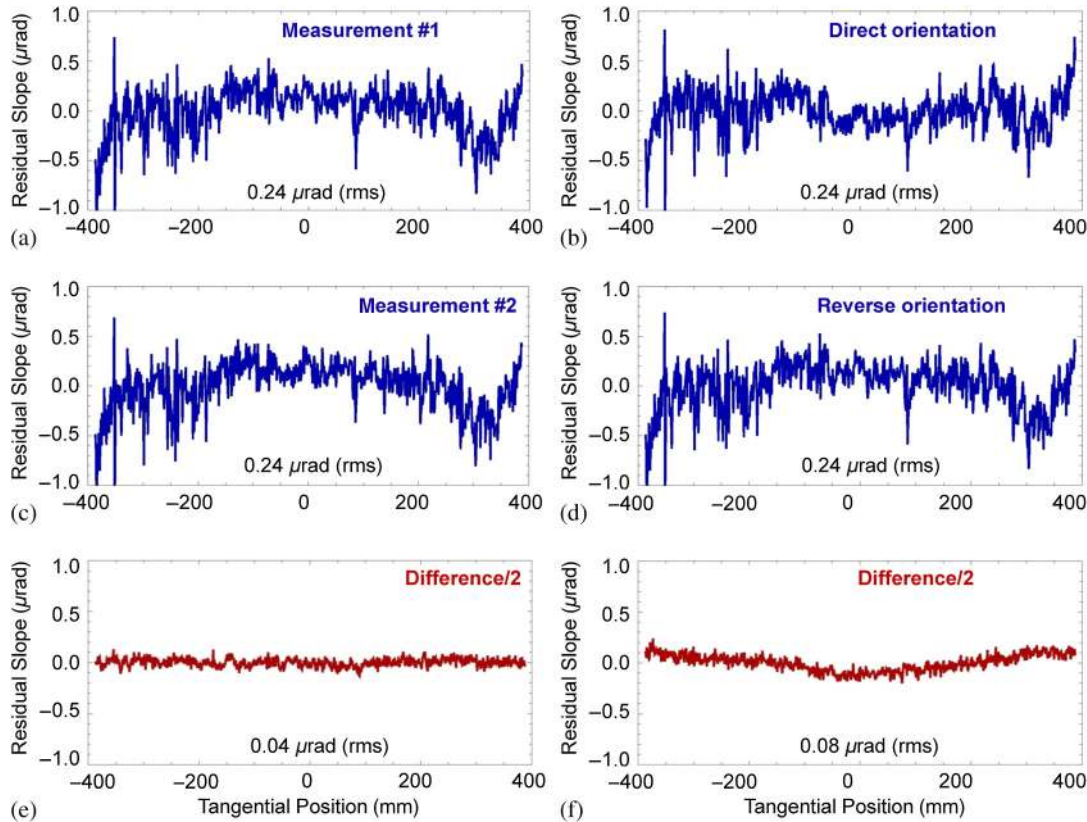 1.0
0.5
0.0
−0.5
−1.0
Residual Slope (µrad)
Measurement #1
0.24 µrad (rms)
−400 −200 0 200 400
(a)
1.0
0.5
0.0
−0.5
−1.0
Residual Slope (µrad)
Direct orientation
0.24 µrad (rms)
−400 −200 0 200 400
(b)
1.0
0.5
0.0
−0.5
−1.0
Residual Slope (µrad)
Measurement #2
0.24 µrad (rms)
−400 −200 0 200 400
(c)
1.0
0.5
0.0
−0.5
−1.0
Residual Slope (µrad)
Reverse orientation
0.24 µrad (rms)
−400 −200 0 200 400
(d)
1.0
0.5
0.0
−0.5
−1.0
Residual Slope (µrad)
Difference/2
0.04 µrad (rms)
−400 −200 0 200 400
(e)
Tangential Position (mm)
1.0
0.5
0.0
−0.5
−1.0
Residual Slope (µrad)
Difference/2
0.08 µrad (rms)
−400 −200 0 200 400
(f)
Tangential Position (mm)